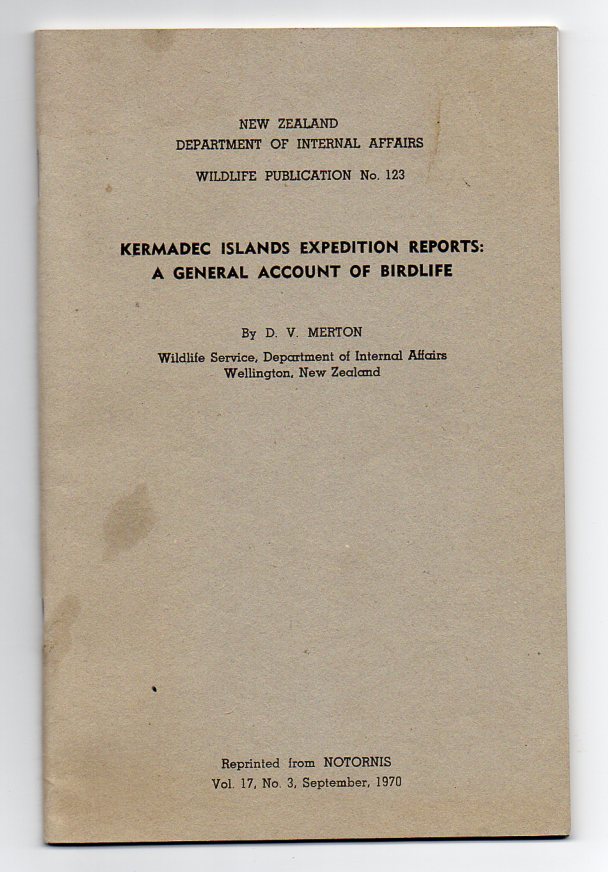 NEW ZEALAND
DEPARTMENT OF INTERNAL AFFAIRS
WILDLIFE PUBLICATION No. 123
KERMADEC ISLANDS EXPEDITION REPORTS:
A GENERAL ACCOUNT OF BIRDLIFE
By D. V. MERTON
Wildlife Service, Department of Internal Affairs
Wellington, New Zealand
Reprinted from NOTORNIS
Vol. 17, No. 3, September, 1970